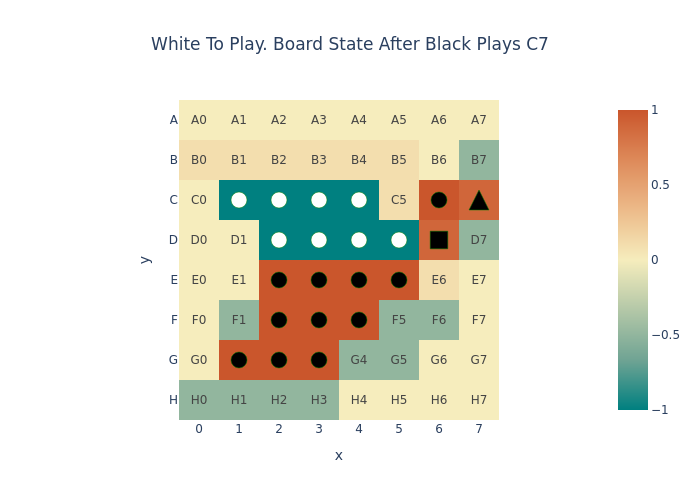 White To Play. Board State After Black Plays C7
A A0 A1 A2 A3 A4 A5 A6 A7
B B0 B1 B2 B3 B4 B5 B6 B7
C C0 C5
D D0 D1 D7
E E0 E1 E6 E7
F F0 F1 F5 F6 F7
G G0 G4 G5 G6 G7
H H0 H1 H2 H3 H4 H5 H6 H7
0 1 2 3 4 5 6 7
x
y
1
0.5
0
−0.5
−1